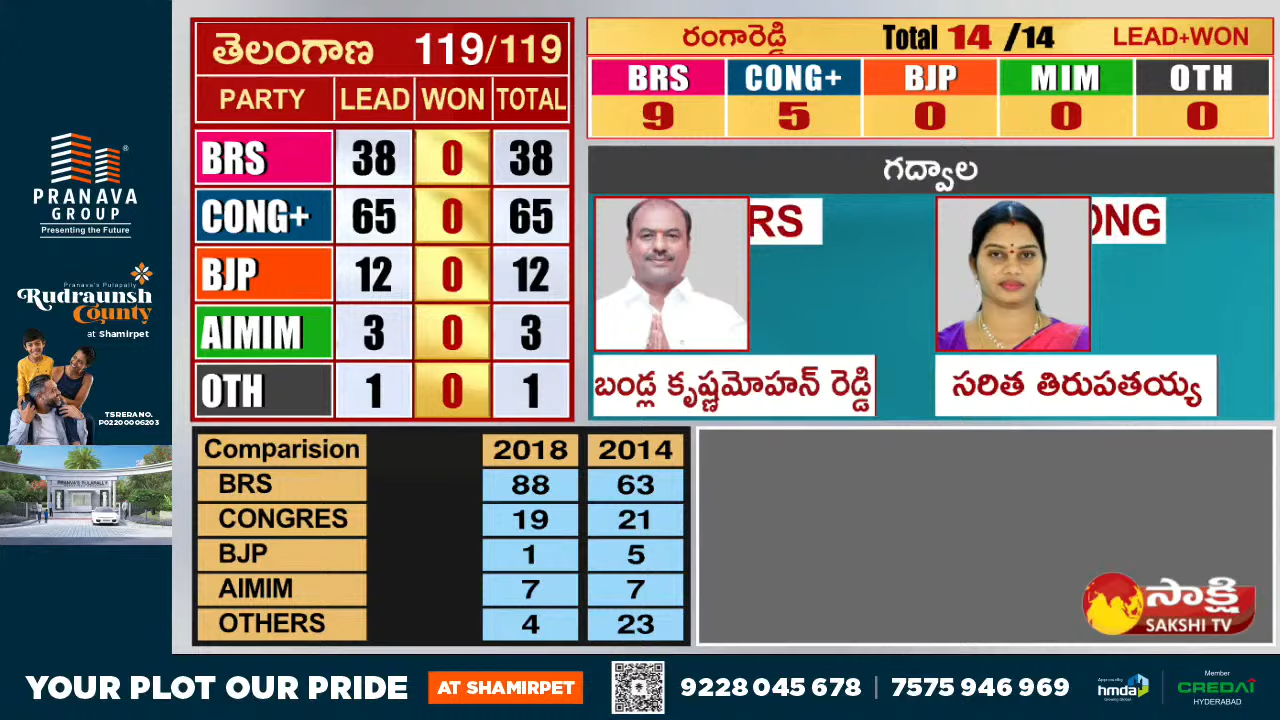 PRANAVA
GROUP
Presenting the Future
Pranava's Pulapally
Rudraunsh
County
at Shamirpet
TSRERANO.
P02200006203
తెలంగాణ 119/119
PARTY LEAD WON TOTAL
BRS 38 0 38
CONG+ 65 0 65
BJP 12 0 12
AIMIM 3 0 3
OTH 1 0 1
రంగారెడ్డి Total 14 /14 LEAD+WON
BRS CONG+ BJP MIM OTH
9 5 0 0 0
గద్వాల
RS ONG
బండ్ల కృష్ణమోహన్ రెడ్డి సరిత తిరుపతయ్య
Comparision 2018 2014
BRS 88 63
CONGRES 19 21
BJP 1 5
AIMIM 7 7
OTHERS 4 23
సాక్షి
SAKSHI TV
YOUR PLOT OUR PRIDE AT SHAMIRPET 9228 045 678 | 7575 946 969
Approved by
hmda
Member
CREDAI
HYDERABAD